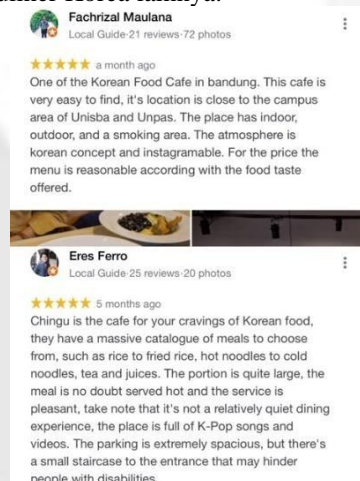 Fachrizal Maulana
Local Guide·21 reviews·72 photos
a month ago
One of the Korean Food Cafe in bandung. This cafe is
very easy to find, it's location is close to the campus
area of Unisba and Unpas. The place has indoor,
outdoor, and a smoking area. The atmosphere is
korean concept and instagramable. For the price the
menu is reasonable according with the food taste
offered.
Eres Ferro
Local Guide·25 reviews·20 photos
5 months ago
Chingu is the cafe for your cravings of Korean food,
they have a massive catalogue of meals to choose
from, such as rice to fried rice, hot noodles to cold
noodles, tea and juices. The portion is quite large, the
meal is no doubt served hot and the service is
pleasant, take note that it's not a relatively quiet dining
experience, the place is full of K-Pop songs and
videos. The parking is extremely spacious, but there's
a small staircase to the entrance that may hinder
people with disabilities